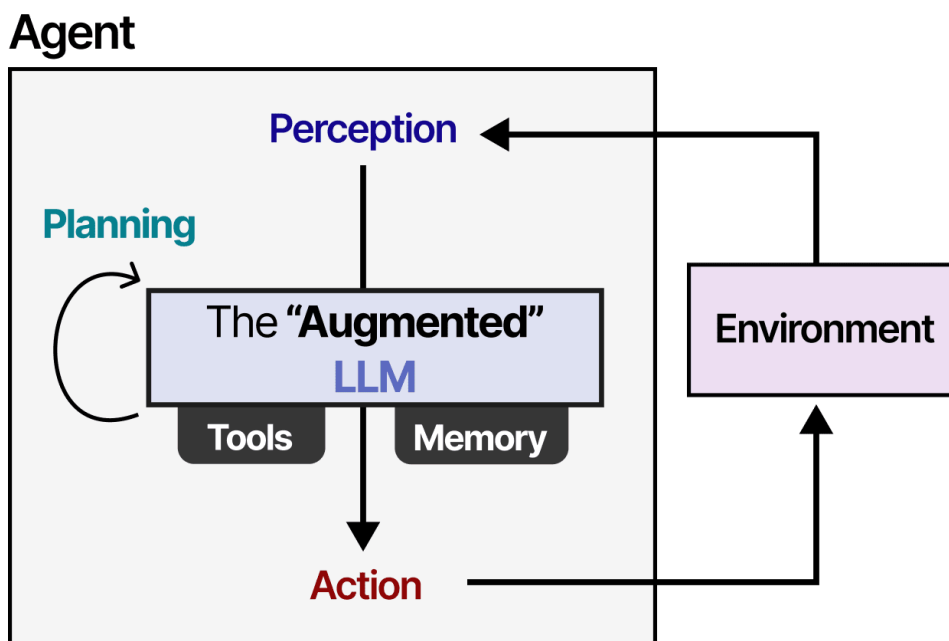 Agent
Perception
Planning
The “Augmented”
LLM
Environment
Tools
Memory
Action